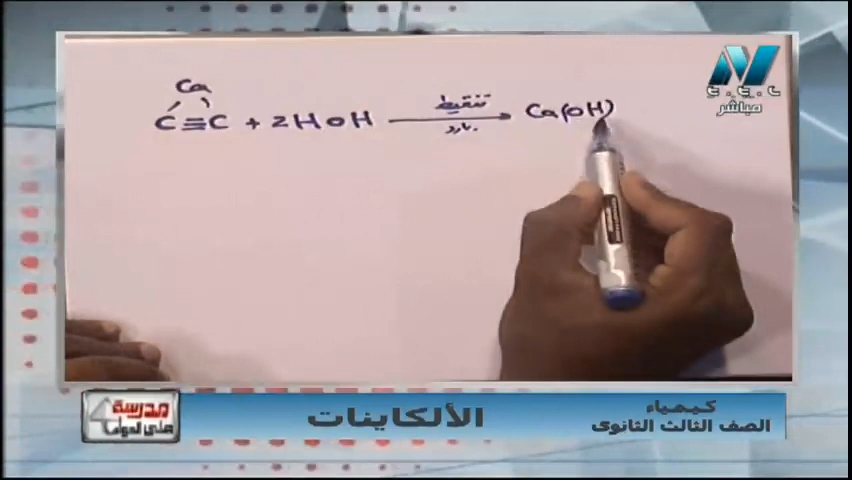 مباشر
Ca
C≡C + 2HOH
تنقيط
بارد
Ca(OH)
الألكاينات
كيمياء
الصف الثالث الثانوى
مدرسة
على الهواء